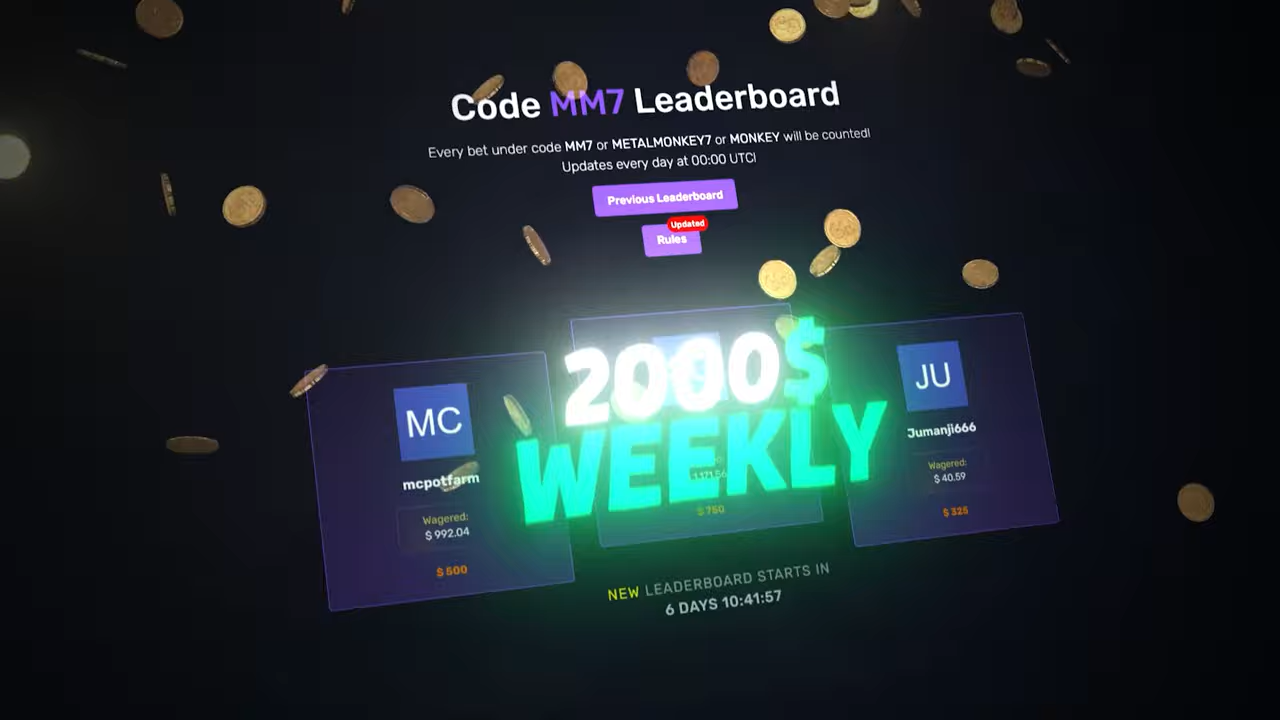 Code MM7 Leaderboard
Every bet under code MM7 or METALMONKEY7 or MONKEY will be counted!
Updates every day at 00:00 UTC!
Previous Leaderboard
Updated
Rules
2000$
WEEKLY
MC
mcpotfarm
Wagered:
$ 992.04
$ 500
$ 750
JU
Jumanji666
Wagered:
$ 40.59
$ 325
NEW LEADERBOARD STARTS IN
6 DAYS 10:41:57